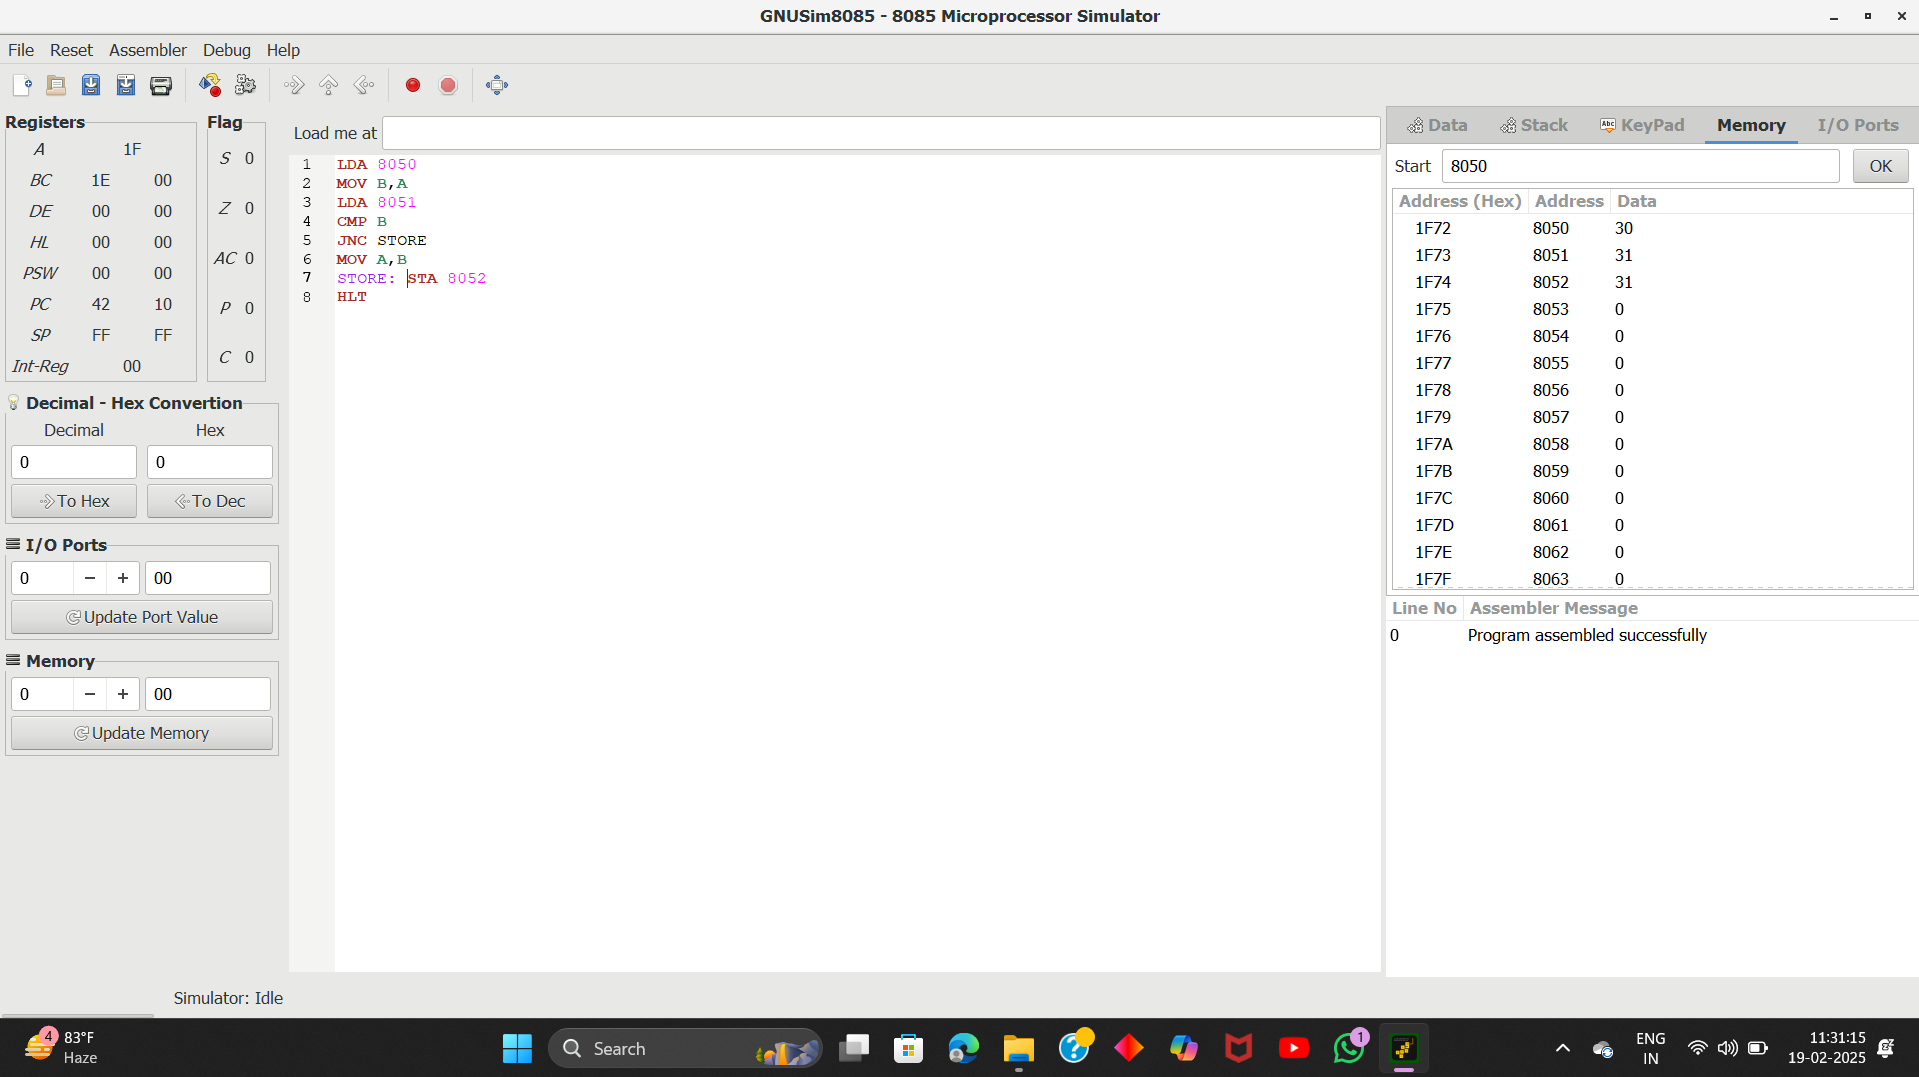 GNUSim8085 - 8085 Microprocessor Simulator
File Reset Assembler Debug Help
Registers
A 1F
BC 1E 00
DE 00 00
HL 00 00
PSW 00 00
PC 42 10
SP FF FF
Int-Reg 00
Flag
S 0
Z 0
AC 0
P 0
C 0
Decimal - Hex Convertion
Decimal Hex
0 0
To Hex To Dec
I/O Ports
0 − + 00
Update Port Value
Memory
0 − + 00
Update Memory
Load me at
1 LDA 8050
2 MOV B,A
3 LDA 8051
4 CMP B
5 JNC STORE
6 MOV A,B
7 STORE: STA 8052
8 HLT
Data Stack Abc KeyPad Memory I/O Ports
Start 8050 OK
Address (Hex) Address Data
1F72 8050 30
1F73 8051 31
1F74 8052 31
1F75 8053 0
1F76 8054 0
1F77 8055 0
1F78 8056 0
1F79 8057 0
1F7A 8058 0
1F7B 8059 0
1F7C 8060 0
1F7D 8061 0
1F7E 8062 0
1F7F 8063 0
Line No Assembler Message
0 Program assembled successfully
Simulator: Idle
4 83°F
Haze
Search
1
ENG
IN
11:31:15
19-02-2025